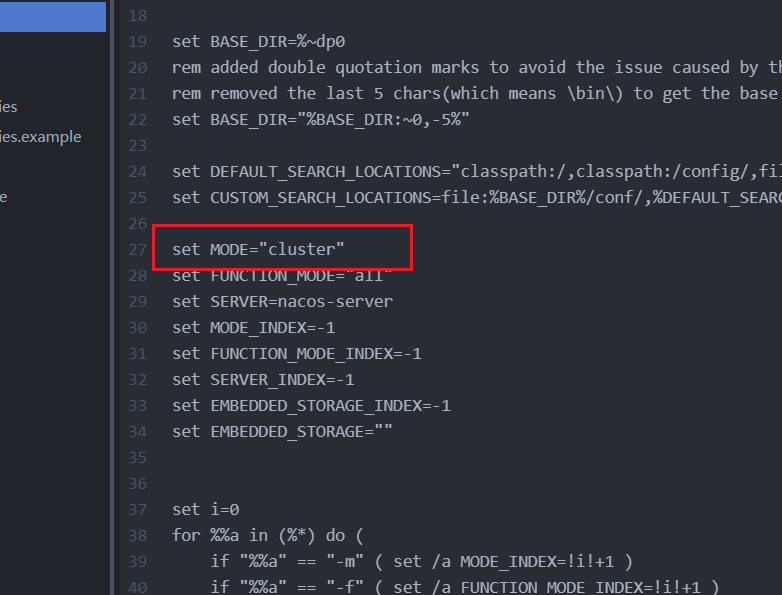 18
19 set BASE_DIR=%~dp0
20 rem added double quotation marks to avoid the issue caused by
ies
21 rem removed the last 5 chars(which means \bin\) to get the base
22 set BASE_DIR="%BASE_DIR:~0,-5%"
ies.example
23
24 set DEFAULT_SEARCH_LOCATIONS="classpath:/,classpath:/config/,fil
e
25 set CUSTOM_SEARCH_LOCATIONS=file:%BASE_DIR%/conf/,%DEFAULT_SEARC
26
27 set MODE="cluster"
28 set FUNCTION_MODE="all"
29 set SERVER=nacos-server
30 set MODE_INDEX=-1
31 set FUNCTION_MODE_INDEX=-1
32 set SERVER_INDEX=-1
33 set EMBEDDED_STORAGE_INDEX=-1
34 set EMBEDDED_STORAGE=""
35
36
37 set i=0
38 for %%a in (%*) do (
39 if "%%a" == "-m" ( set /a MODE_INDEX=!i!+1 )
40 if "%%a" == "-f" ( set /a FUNCTION_MODE_INDEX=!i!+1 )